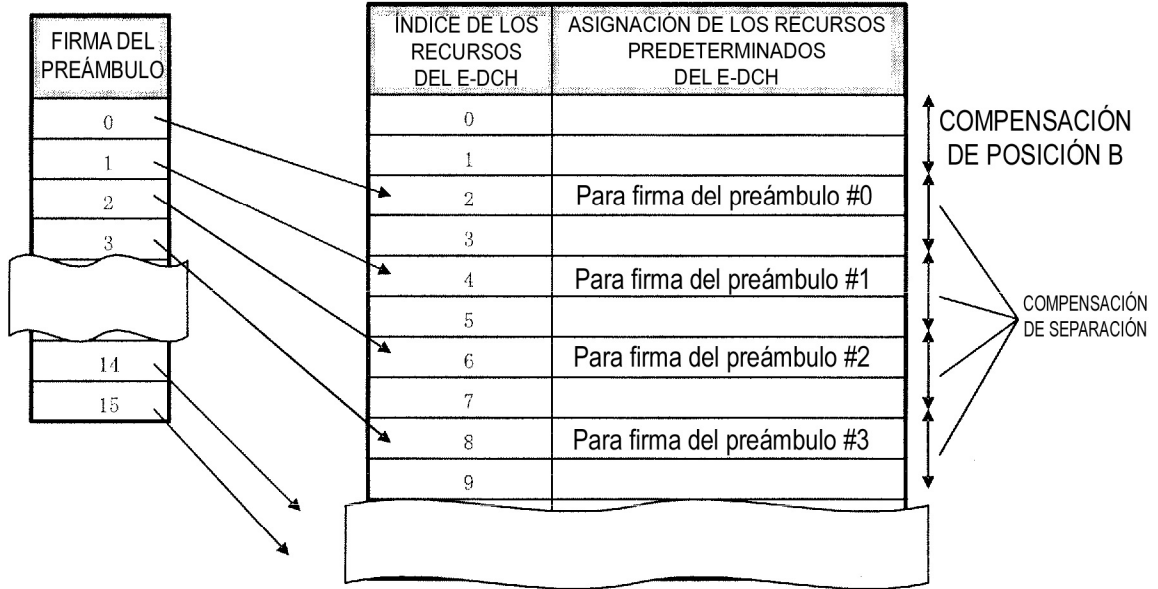 FIRMA DEL
PREÁMBULO
0
1
2
3
14
15
ÍNDICE DE LOS
RECURSOS
DEL E-DCH
ASIGNACIÓN DE LOS RECURSOS
PREDETERMINADOS
DEL E-DCH
0
1
2 Para firma del preámbulo #0
3
4 Para firma del preámbulo #1
5
6 Para firma del preámbulo #2
7
8 Para firma del preámbulo #3
9
COMPENSACIÓN
DE POSICIÓN B
COMPENSACIÓN
DE SEPARACIÓN